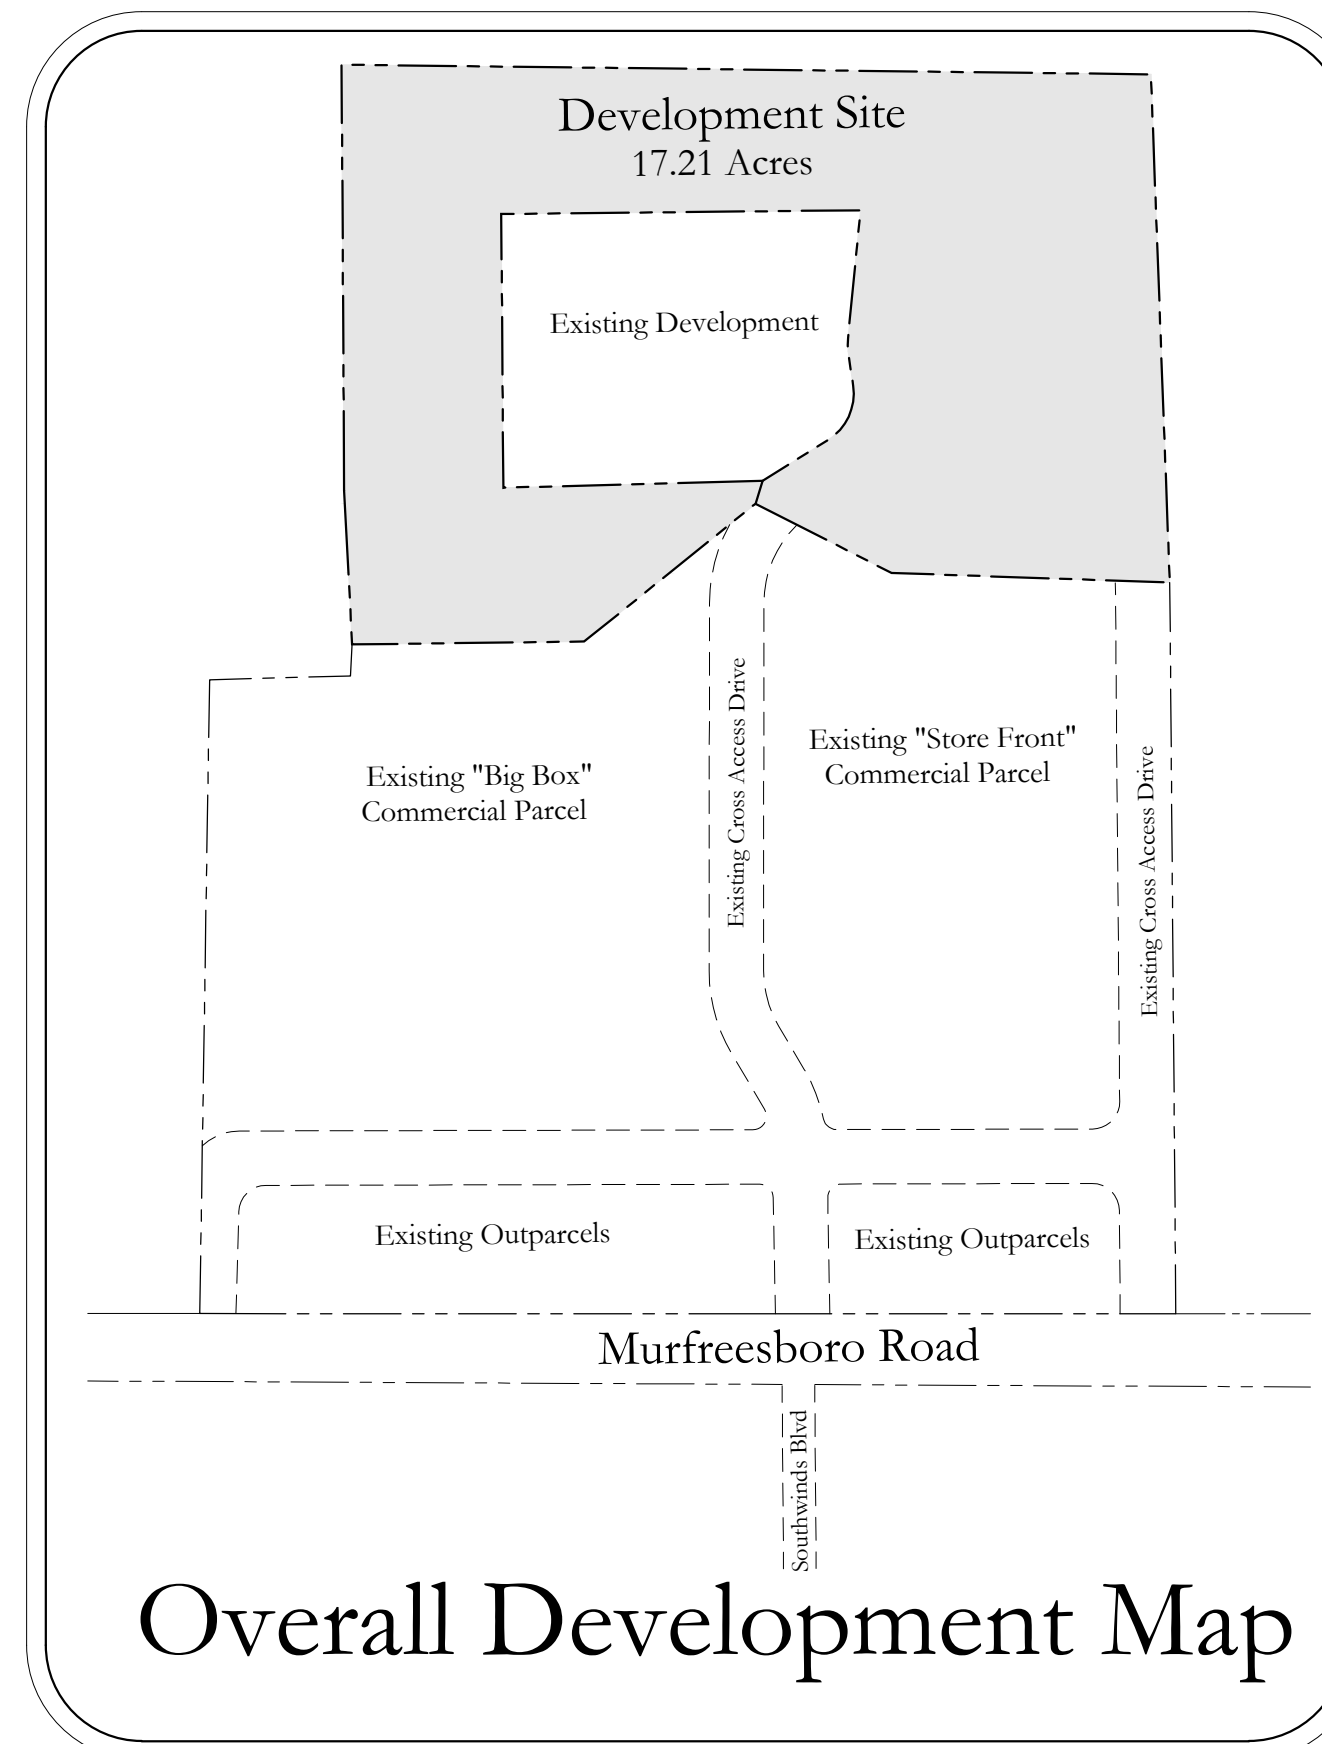 Development Site
17.21 Acres
Existing Development
Existing Cross Access Drive
Existing "Store Front"
Commercial Parcel
Existing "Big Box"
Commercial Parcel
Existing Cross Access Drive
Existing Outparcels
Existing Outparcels
Murfreesboro Road
Southwinds Blvd
Overall Development Map